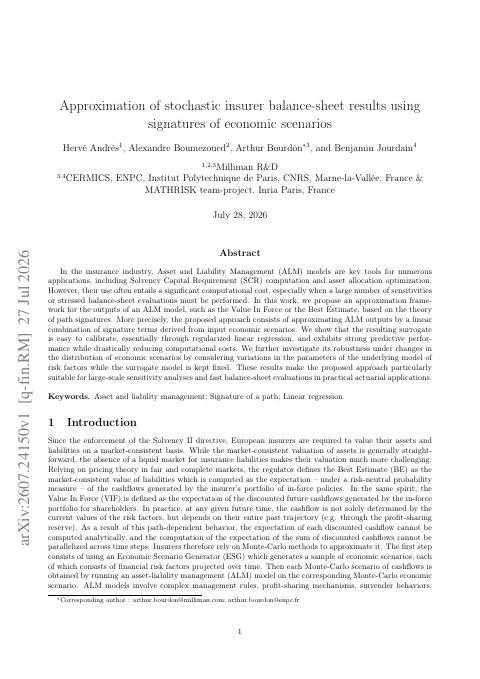 Approximation of stochastic insurer balance-sheet results using
signatures of economic scenarios
Hervé Andrès¹, Alexandre Boumezoued², Arthur Bourdon*³, and Benjamin Jourdain⁴
¹·²·³Milliman R&D
³·⁴CERMICS, ENPC, Institut Polytechnique de Paris, CNRS, Marne-la-Vallée, France &
MATHRISK team-project, Inria Paris, France
July 28, 2026
Abstract
In the insurance industry, Asset and Liability Management (ALM) models are key tools for numerous
applications, including Solvency Capital Requirement (SCR) computation and asset allocation optimization.
However, their use often entails a significant computational cost, especially when a large number of sensitivities
or stressed balance-sheet evaluations must be performed. In this work, we propose an approximation frame-
work for the outputs of an ALM model, such as the Value In Force or the Best Estimate, based on the theory
of path signatures. More precisely, the proposed approach consists of approximating ALM outputs by a linear
combination of signature terms derived from input economic scenarios. We show that the resulting surrogate
is easy to calibrate, essentially through regularized linear regression, and exhibits strong predictive perfor-
mance while drastically reducing computational costs. We further investigate its robustness under changes in
the distribution of economic scenarios by considering variations in the parameters of the underlying model of
risk factors while the surrogate model is kept fixed. These results make the proposed approach particularly
suitable for large-scale sensitivity analyses and fast balance-sheet evaluations in practical actuarial applications.
Keywords. Asset and liability management; Signature of a path; Linear regression.
1 Introduction
Since the enforcement of the Solvency II directive, European insurers are required to value their assets and
liabilities on a market-consistent basis. While the market-consistent valuation of assets is generally straight-
forward, the absence of a liquid market for insurance liabilities makes their valuation much more challenging.
Relying on pricing theory in fair and complete markets, the regulator defines the Best Estimate (BE) as the
market-consistent value of liabilities which is computed as the expectation – under a risk-neutral probability
measure – of the cashflows generated by the insurer's portfolio of in-force policies. In the same spirit, the
Value In Force (VIF) is defined as the expectation of the discounted future cashflows generated by the in-force
portfolio for shareholders. In practice, at any given future time, the cashflow is not solely determined by the
current values of the risk factors, but depends on their entire past trajectory (e.g. through the profit-sharing
reserve). As a result of this path-dependent behavior, the expectation of each discounted cashflow cannot be
computed analytically, and the computation of the expectation of the sum of discounted cashflows cannot be
parallelized across time steps. Insurers therefore rely on Monte-Carlo methods to approximate it. The first step
consists of using an Economic Scenario Generator (ESG) which generates a sample of economic scenarios, each
of which consists of financial risk factors projected over time. Then each Monte-Carlo scenario of cashflows is
obtained by running an asset-liability management (ALM) model on the corresponding Monte-Carlo economic
scenario. ALM models involve complex management rules, profit-sharing mechanisms, surrender behaviors,
*Corresponding author : arthur.bourdon@milliman.com; arthur.bourdon@enpc.fr
1
arXiv:2607.24150v1 [q-fin.RM] 27 Jul 2026